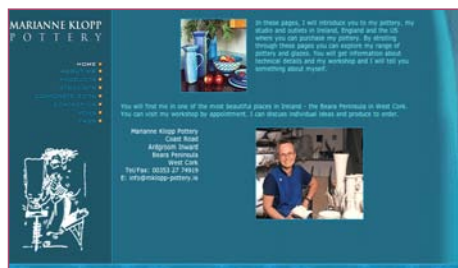 MARIANNE KLOPP
POTTERY
HOME
In these pages, I will introduce you to my pottery, my
studio and outlets in Ireland, England and the US
where you can purchase my pottery. By strolling
through these pages you can explore my range of
pottery and glazes. You will get information about
technical details and my workshop and I will tell you
something about myself.
You will find me in one of the most beautiful places in Ireland - the Beara Peninsula in West Cork.
You can visit my workshop by appointment. I can discuss individual ideas and produce to order.
Marianne Klopp Pottery
Coast Road
Ardgroom Inward
Beara Peninsula
West Cork
Tel/Fax: 00353 27 74919
E: info@mklopp-pottery.ie